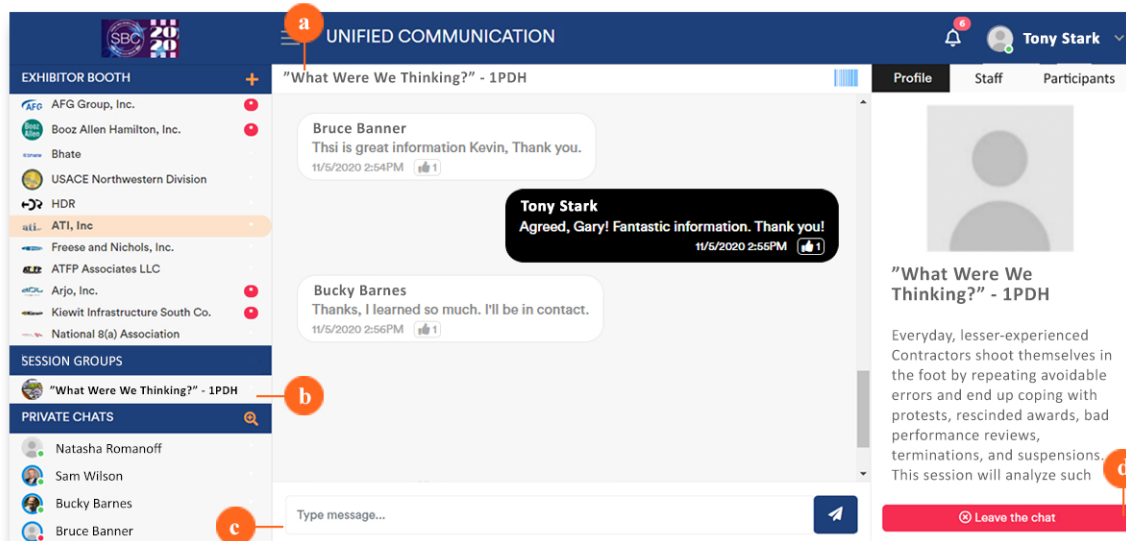 a
SBC 2020
UNIFIED COMMUNICATION
6
Tony Stark
EXHIBITOR BOOTH
"What Were We Thinking?" - 1PDH
Profile Staff Participants
AFG AFG Group, Inc.
Booz Allen Booz Allen Hamilton, Inc.
Bhate
USACE Northwestern Division
HDR HDR
ati ATI, Inc
Freese and Nichols, Inc.
ATFP Associates LLC
Arjo, Inc.
Kiewit Infrastructure South Co.
National 8(a) Association
SESSION GROUPS
"What Were We Thinking?" - 1PDH
b
PRIVATE CHATS
Natasha Romanoff
Sam Wilson
Bucky Barnes
Bruce Banner
c
Bruce Banner
Thsi is great information Kevin, Thank you.
11/5/2020 2:54PM 1
Tony Stark
Agreed, Gary! Fantastic information. Thank you!
11/5/2020 2:55PM 1
Bucky Barnes
Thanks, I learned so much. I'll be in contact.
11/5/2020 2:56PM 1
Type message...
"What Were We
Thinking?" - 1PDH
Everyday, lesser-experienced
Contractors shoot themselves in
the foot by repeating avoidable
errors and end up coping with
protests, rescinded awards, bad
performance reviews,
terminations, and suspensions.
This session will analyze such
d
Leave the chat